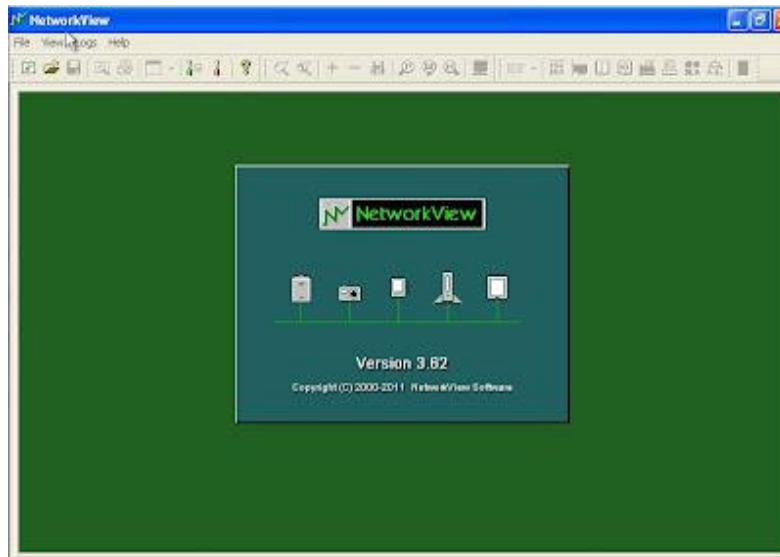 NetworkView
File View Logs Help
NetworkView
Version 3.62
Copyright (C) 2000-2011 NetworkView Software